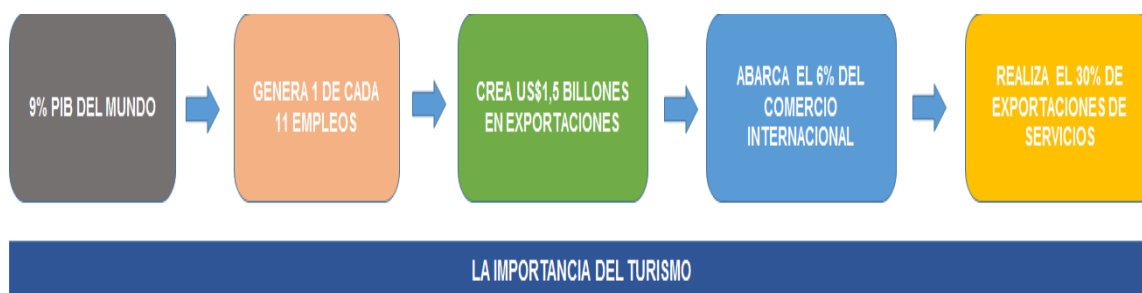 9% PIB DEL MUNDO
GENERA 1 DE CADA
11 EMPLEOS
CREA US$1,5 BILLONES
EN EXPORTACIONES
ABARCA EL 6% DEL
COMERCIO
INTERNACIONAL
REALIZA EL 30% DE
EXPORTACIONES DE
SERVICIOS
LA IMPORTANCIA DEL TURISMO